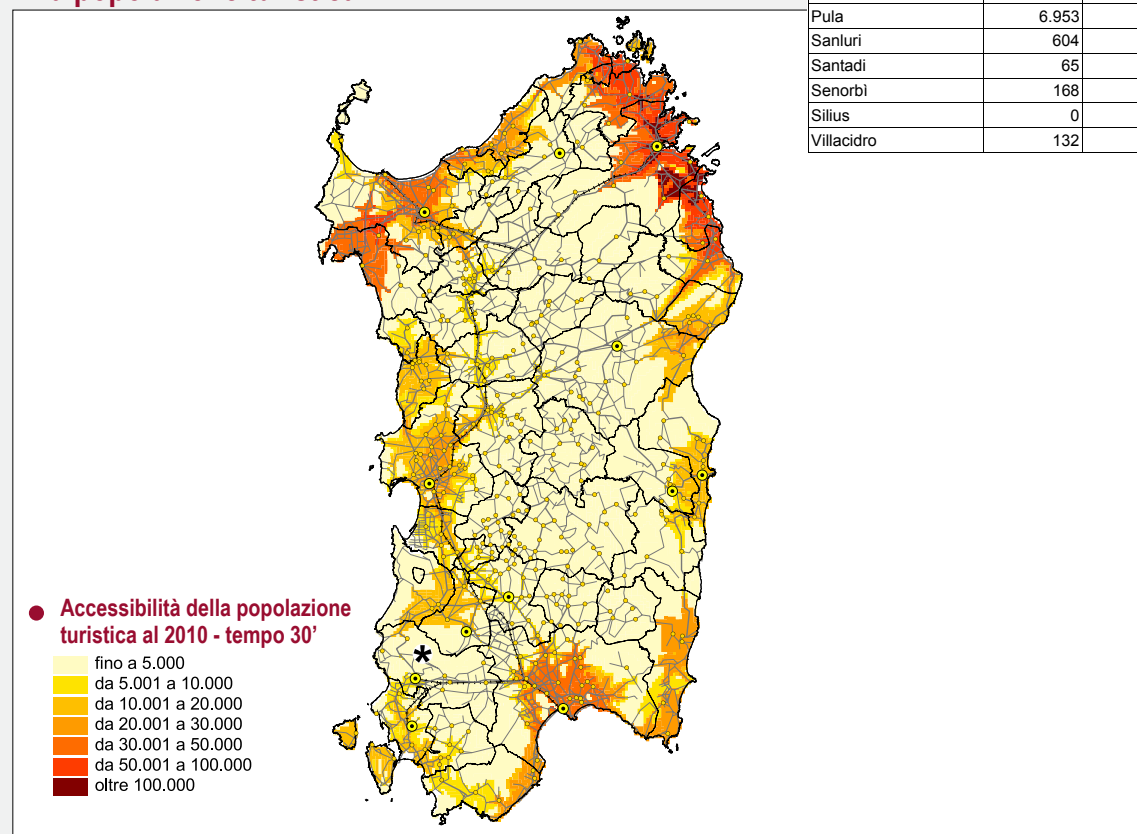 Pula 6.953
Sanluri 604
Santadi 65
Senorbì 168
Silius 0
Villacidro 132
*
● Accessibilità della popolazione
turistica al 2010 - tempo 30'
fino a 5.000
da 5.001 a 10.000
da 10.001 a 20.000
da 20.001 a 30.000
da 30.001 a 50.000
da 50.001 a 100.000
oltre 100.000